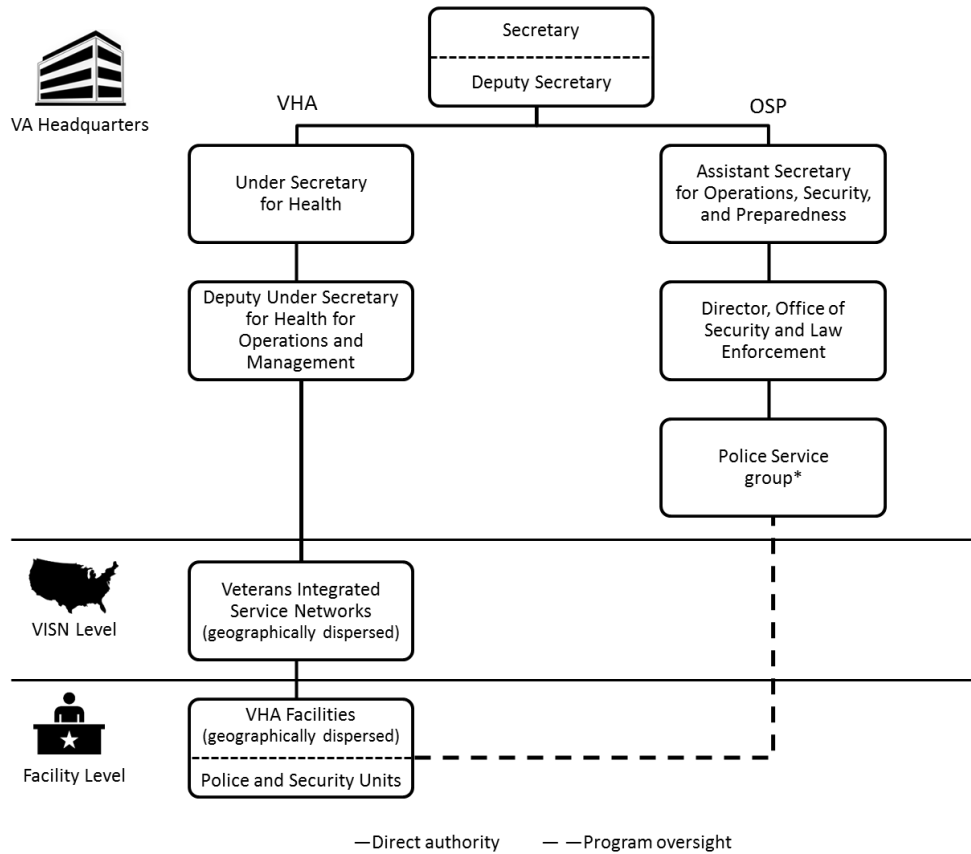 Secretary
Deputy Secretary
VHA
OSP
VA Headquarters
Under Secretary
for Health
Assistant Secretary
for Operations, Security,
and Preparedness
Deputy Under Secretary
for Health for
Operations and
Management
Director, Office of
Security and Law
Enforcement
Police Service
group*
VISN Level
Veterans Integrated
Service Networks
(geographically dispersed)
Facility Level
VHA Facilities
(geographically dispersed)
Police and Security Units
—Direct authority
— —Program oversight